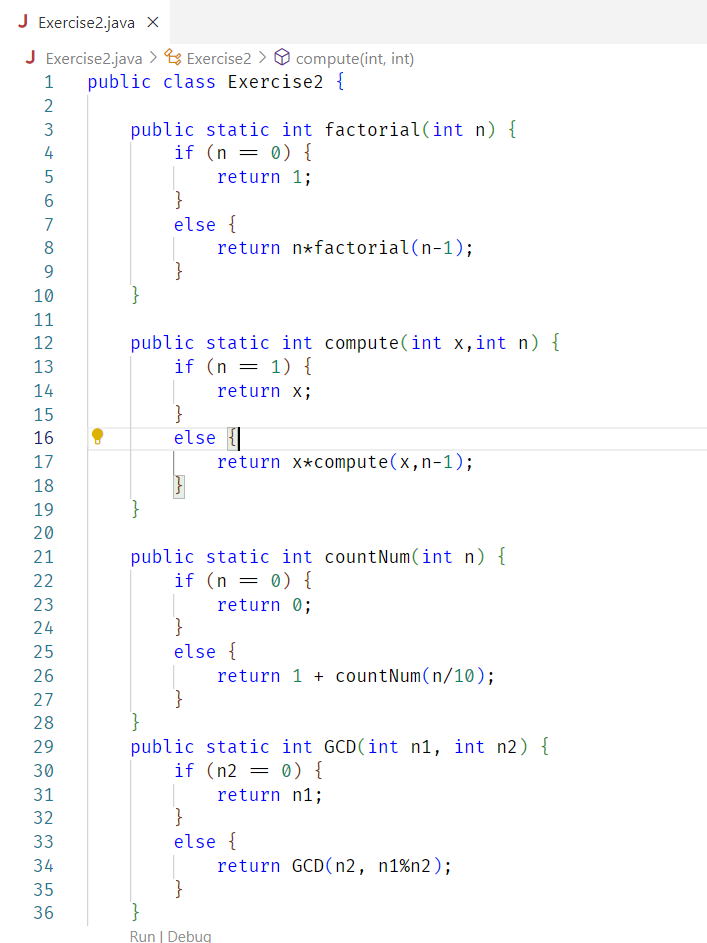 J Exercise2.java ×
J Exercise2.java > Exercise2 > compute(int, int)
1 public class Exercise2 {
2
3 public static int factorial(int n) {
4 if (n == 0) {
5 return 1;
6 }
7 else {
8 return n*factorial(n-1);
9 }
10 }
11
12 public static int compute(int x,int n) {
13 if (n == 1) {
14 return x;
15 }
16 else {
17 return x*compute(x,n-1);
18 }
19 }
20
21 public static int countNum(int n) {
22 if (n == 0) {
23 return 0;
24 }
25 else {
26 return 1 + countNum(n/10);
27 }
28 }
29 public static int GCD(int n1, int n2) {
30 if (n2 == 0) {
31 return n1;
32 }
33 else {
34 return GCD(n2, n1%n2);
35 }
36 }
Run | Debug